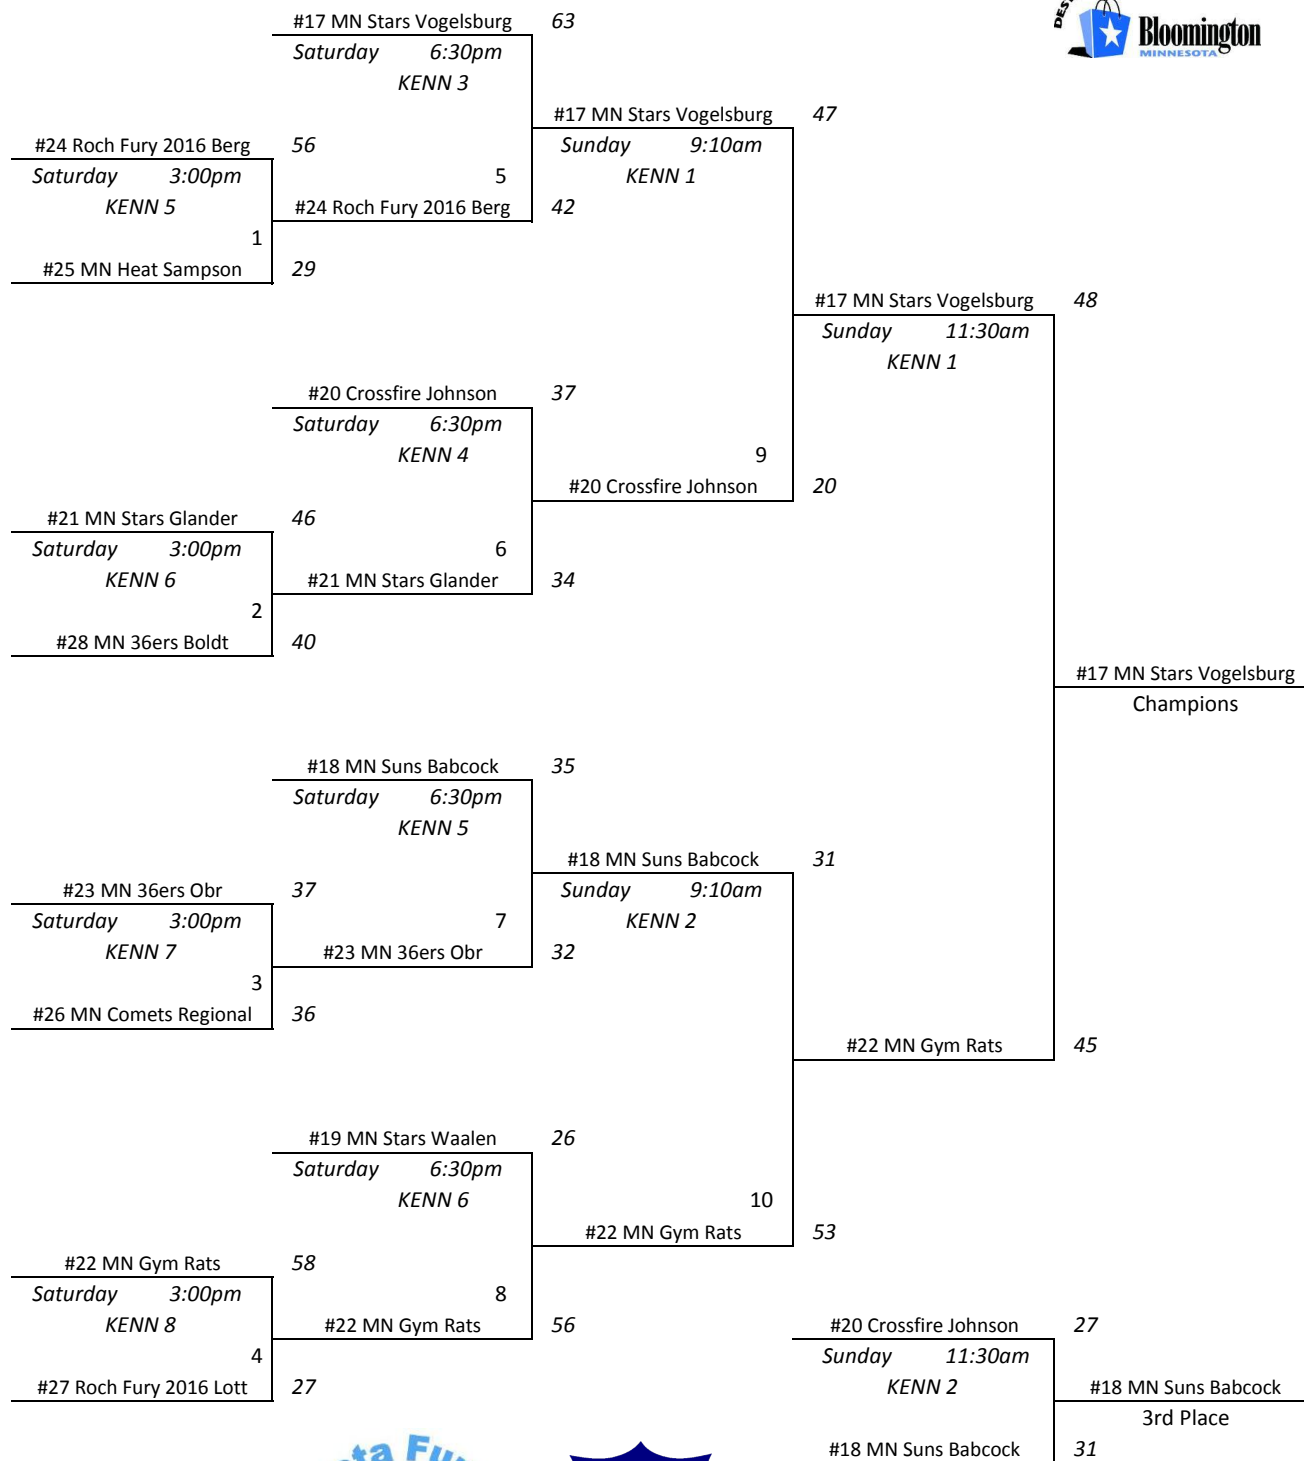 #17 MN Stars Vogelsburg 63
Saturday 6:30pm
KENN 3
Bloomington
MINNESOTA
#17 MN Stars Vogelsburg 47
#24 Roch Fury 2016 Berg 56
Sunday 9:10am
Saturday 3:00pm
5
KENN 1
KENN 5
#24 Roch Fury 2016 Berg 42
1
#25 MN Heat Sampson 29
#17 MN Stars Vogelsburg 48
Sunday 11:30am
KENN 1
#20 Crossfire Johnson 37
Saturday 6:30pm
KENN 4
9
#20 Crossfire Johnson 20
#21 MN Stars Glander 46
Saturday 3:00pm
6
KENN 6
#21 MN Stars Glander 34
2
#28 MN 36ers Boldt 40
#17 MN Stars Vogelsburg
Champions
#18 MN Suns Babcock 35
Saturday 6:30pm
KENN 5
#18 MN Suns Babcock 31
#23 MN 36ers Obr 37
Sunday 9:10am
Saturday 3:00pm
7
KENN 2
KENN 7
#23 MN 36ers Obr 32
3
#26 MN Comets Regional 36
#22 MN Gym Rats 45
#19 MN Stars Waalen 26
Saturday 6:30pm
KENN 6
10
#22 MN Gym Rats 53
#22 MN Gym Rats 58
Saturday 3:00pm
8
KENN 8
#22 MN Gym Rats 56
#20 Crossfire Johnson 27
4
Sunday 11:30am
#27 Roch Fury 2016 Lott 27
KENN 2
#18 MN Suns Babcock
3rd Place
#18 MN Suns Babcock 31